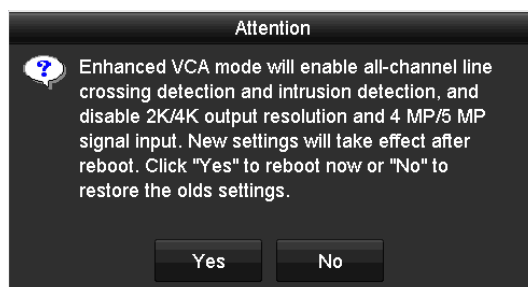 Attention
Enhanced VCA mode will enable all-channel line
crossing detection and intrusion detection, and
disable 2K/4K output resolution and 4 MP/5 MP
signal input. New settings will take effect after
reboot. Click "Yes" to reboot now or "No" to
restore the olds settings.
Yes No